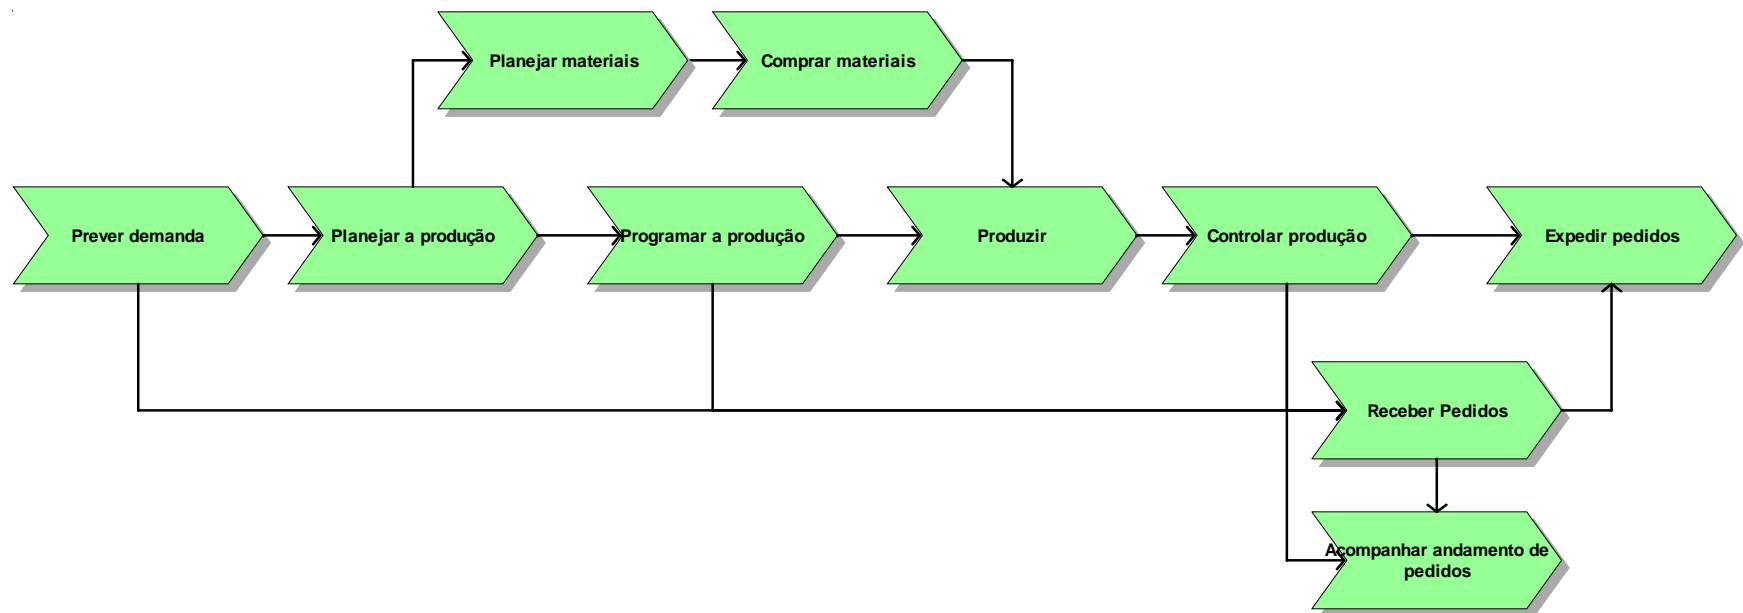 Planejar materiais
Comprar materiais
Prever demanda
Planejar a produção
Programar a produção
Produzir
Controlar produção
Expedir pedidos
Receber Pedidos
Acompanhar andamento de
pedidos